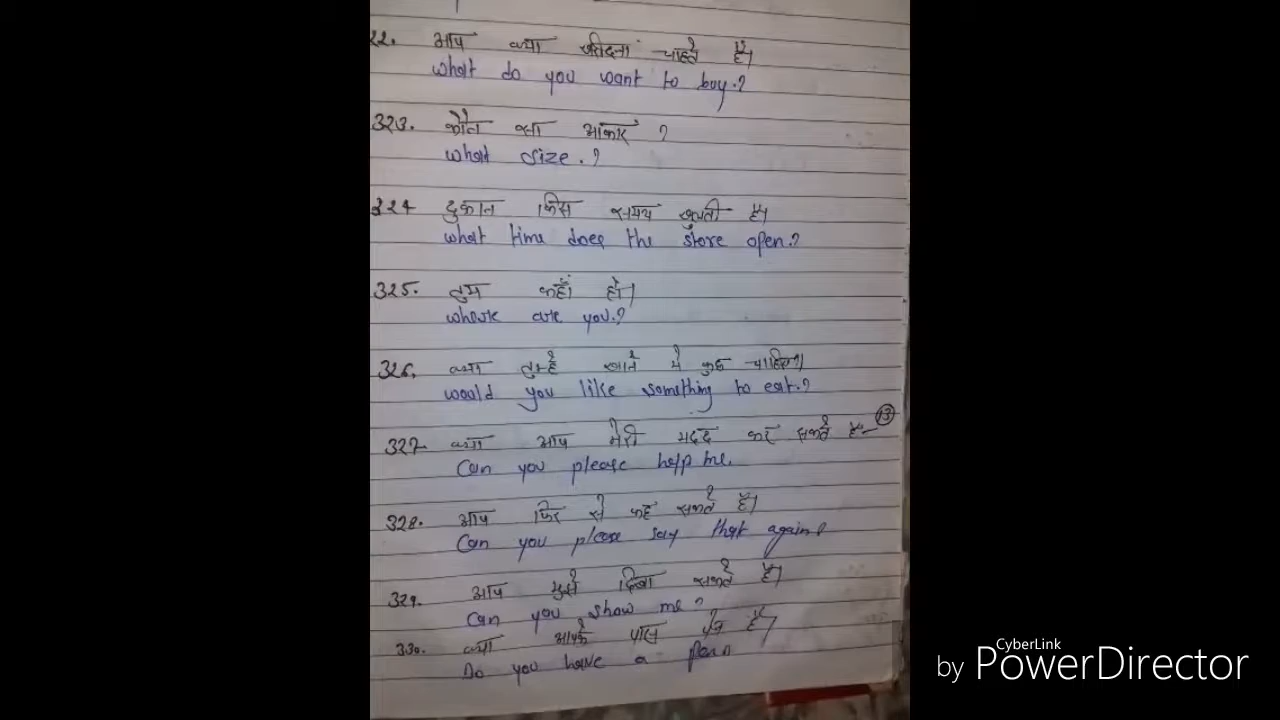 22. आप क्या खरीदना चाहते हैं।
What do you want to buy.?
323. कौन सा आकार ?
What size.?
324 दुकान किस समय खुलती है।
What time does the store open.?
325. तुम कहाँ हो।
Where are you.?
326. क्या तुम्हे खाने मे कुछ चाहिए।
Would you like something to eat.?
327 क्या आप मेरी मदद कर सकते है 13
Can you please help me.
328. आप फिर से कह सकते है।
Can you please say that again?
329. आप मुझे दिखा सकते है।
Can you show me?
330. क्या आपके पास पेन है।
Do you have a pen
CyberLink
by PowerDirector